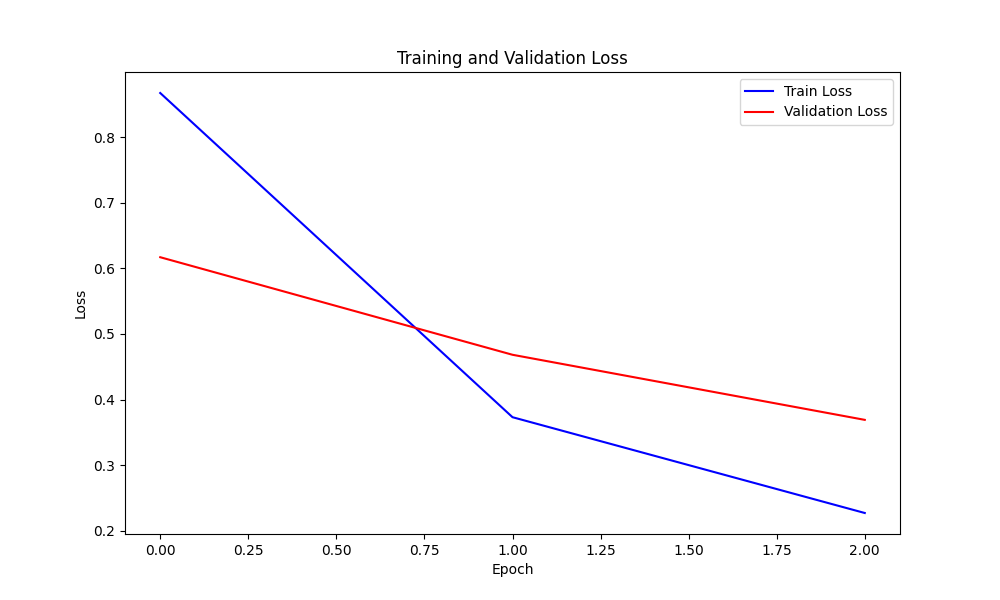 Training and Validation Loss
Train Loss
Validation Loss
0.8
0.7
0.6
0.5
0.4
0.3
0.2
Loss
0.00 0.25 0.50 0.75 1.00 1.25 1.50 1.75 2.00
Epoch